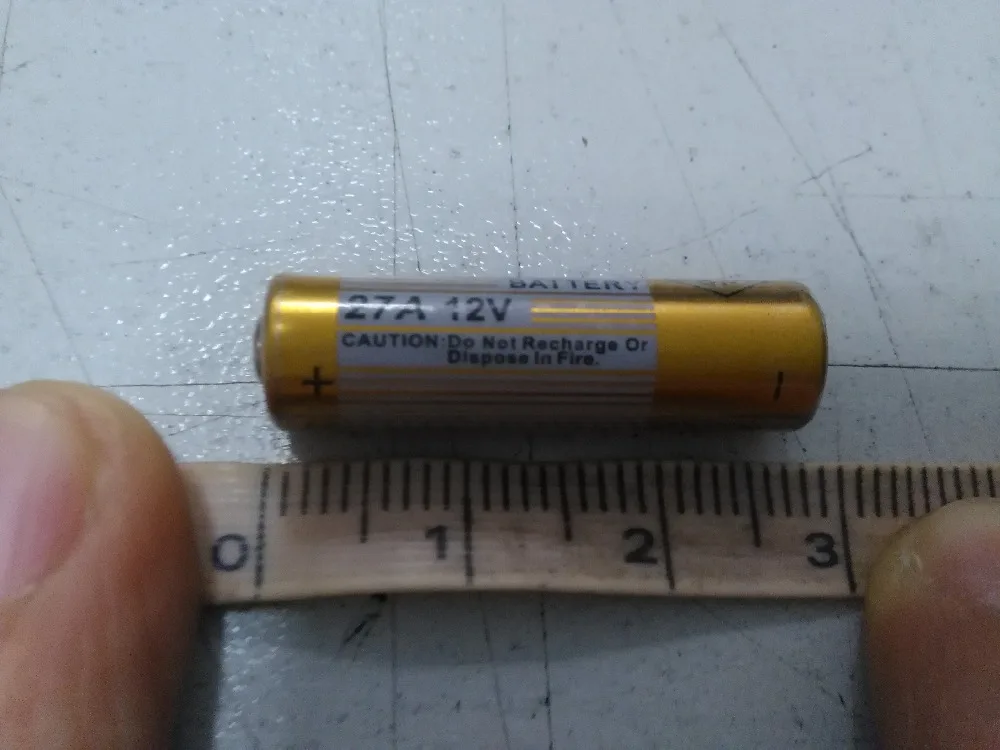 BATTERY
27A 12V
CAUTION:Do Not Recharge Or
Dispose In Fire.
+ -
0 1 2 3